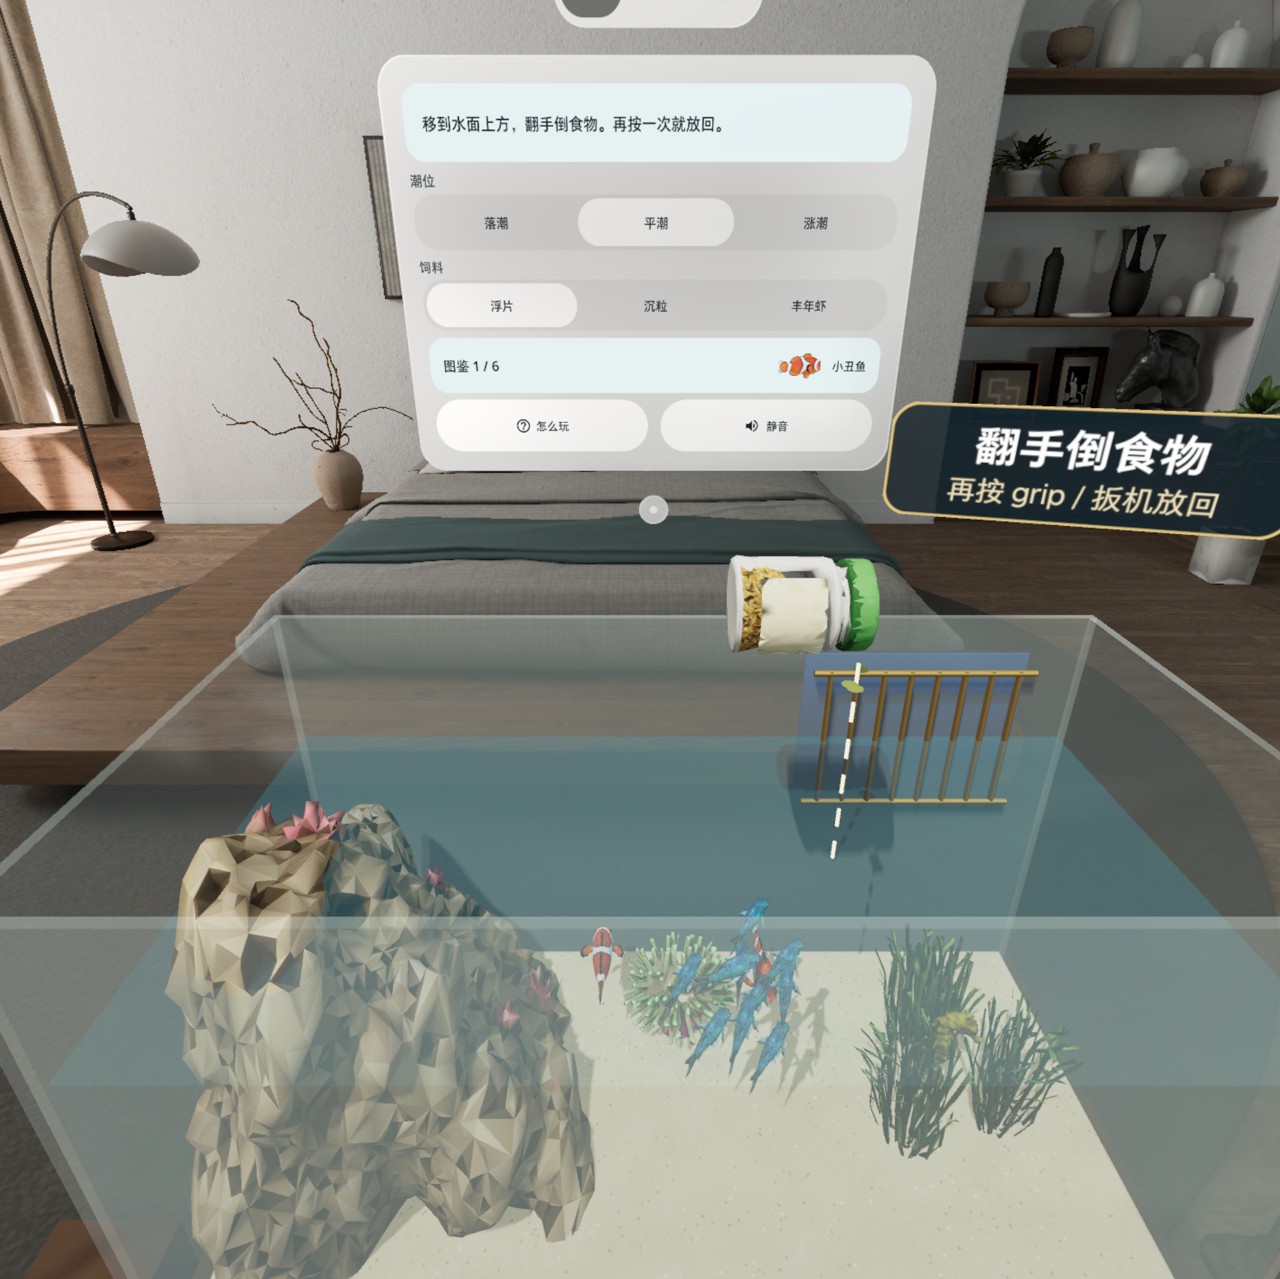 移到水面上方，翻手倒食物。再按一次就放回。
潮位
落潮
平潮
涨潮
饲料
浮片
沉粒
丰年虾
图鉴 1 / 6
小丑鱼
怎么玩
静音
翻手倒食物
再按 grip / 扳机放回